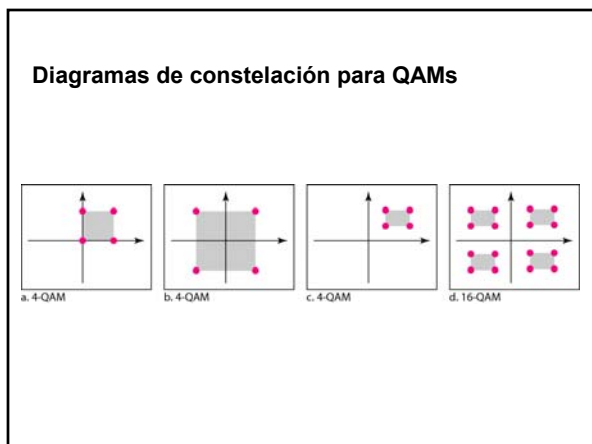 Diagramas de constelación para QAMs
a. 4-QAM
b. 4-QAM
c. 4-QAM
d. 16-QAM